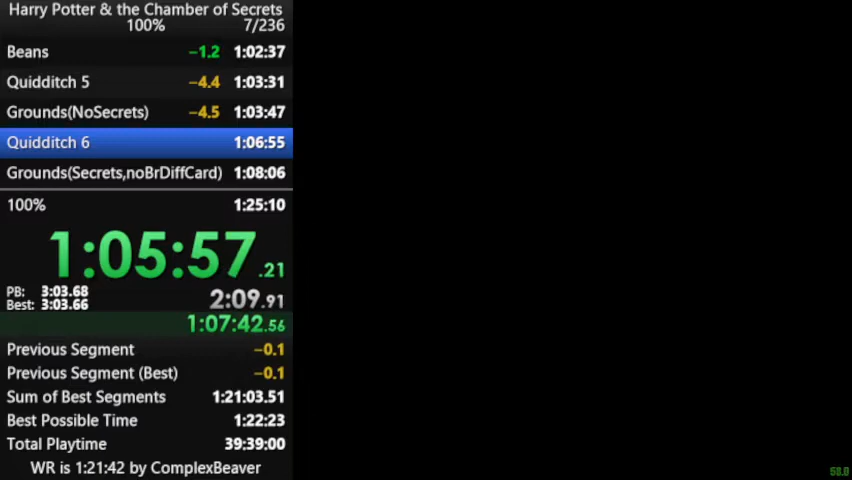 Harry Potter & the Chamber of Secrets
100% 7/236
Beans −1.2 1:02:37
Quidditch 5 −4.4 1:03:31
Grounds(NoSecrets) −4.5 1:03:47
Quidditch 6 1:06:55
Grounds(Secrets,noBrDiffCard) 1:08:06
100% 1:25:10
1:05:57.21
PB: 3:03.68
Best: 3:03.66
2:09.91
1:07:42.56
Previous Segment −0.1
Previous Segment (Best) −0.1
Sum of Best Segments 1:21:03.51
Best Possible Time 1:22:23
Total Playtime 39:39:00
WR is 1:21:42 by ComplexBeaver
58.0